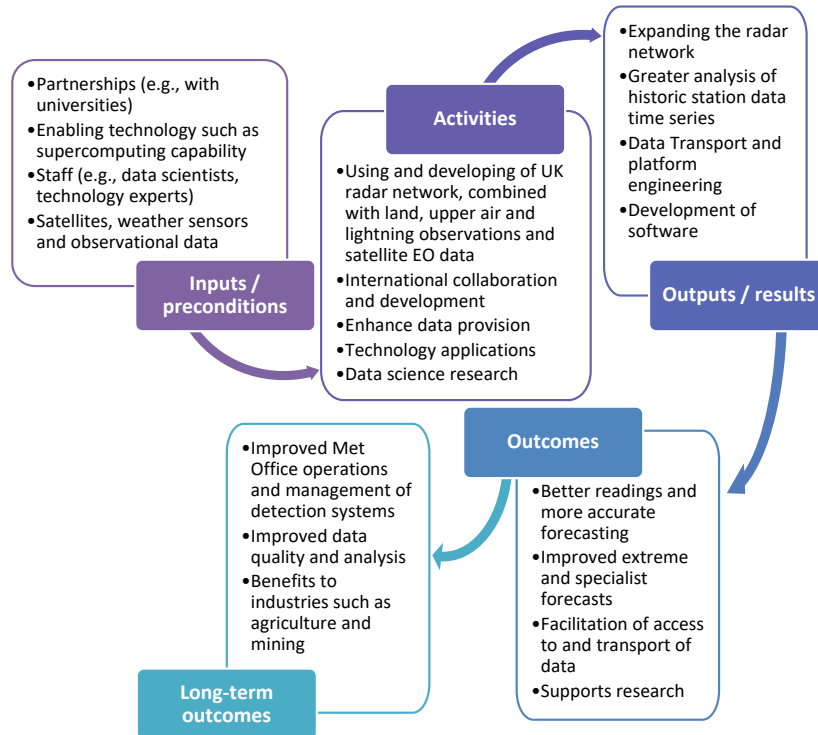 •Partnerships (e.g., with
universities)
•Enabling technology such as
supercomputing capability
•Staff (e.g., data scientists,
technology experts)
•Satellites, weather sensors
and observational data
Inputs /
preconditions
Activities
•Using and developing of UK
radar network, combined
with land, upper air and
lightning observations and
satellite EO data
•International collaboration
and development
•Enhance data provision
•Technology applications
•Data science research
•Expanding the radar
network
•Greater analysis of
historic station data
time series
•Data Transport and
platform
engineering
•Development of
software
Outputs / results
Outcomes
•Better readings and
more accurate
forecasting
•Improved extreme
and specialist
forecasts
•Facilitation of access
to and transport of
data
•Supports research
•Improved Met
Office operations
and management of
detection systems
•Improved data
quality and analysis
•Benefits to
industries such as
agriculture and
mining
Long-term
outcomes